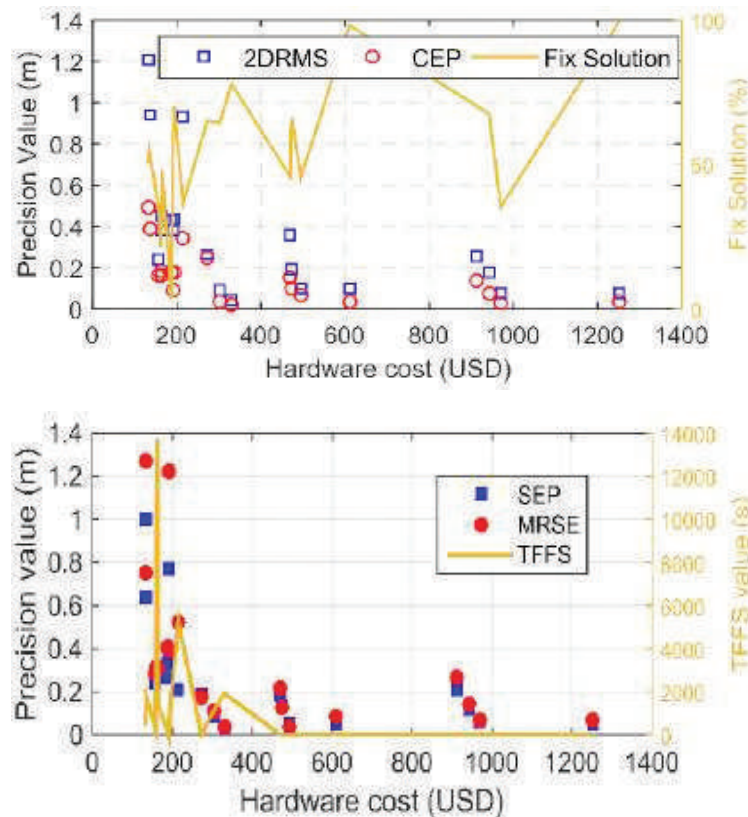 1.4
1.2
1
0.8
0.6
0.4
0.2
0
Precision Value (m)
2DRMS CEP Fix Solution
100
50
0
Fix Solution (%)
0 200 400 600 800 1000 1200 1400
Hardware cost (USD)
1.4
1.2
1
0.8
0.6
0.4
0.2
0
Precision value (m)
SEP
MRSE
TFFS
14000
12000
10000
8000
6000
4000
2000
0
TFFS value (s)
0 200 400 600 800 1000 1200 1400
Hardware cost (USD)